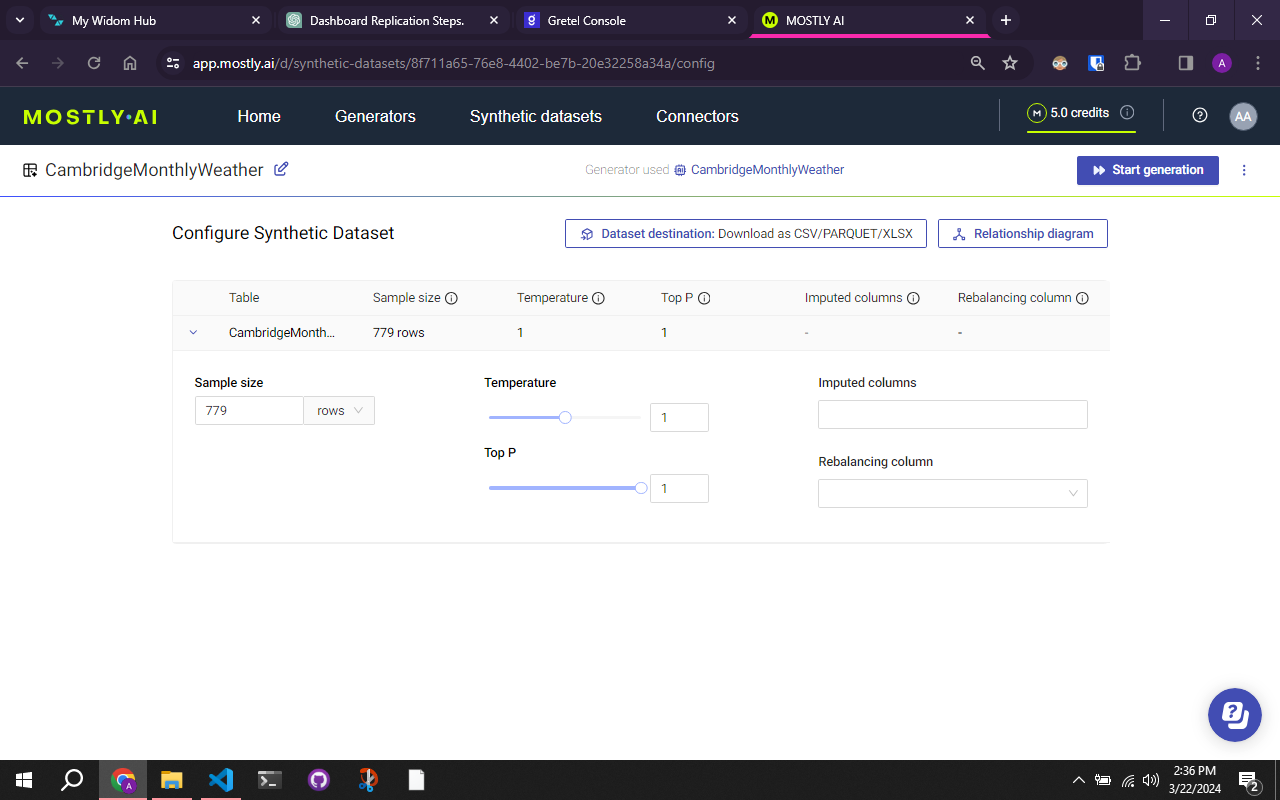 My Widom Hub
Dashboard Replication Steps.
Gretel Console
MOSTLY AI
app.mostly.ai/d/synthetic-datasets/8f711a65-76e8-4402-be7b-20e32258a34a/config
A
MOSTLY·AI
Home
Generators
Synthetic datasets
Connectors
M 5.0 credits
AA
CambridgeMonthlyWeather
Generator used CambridgeMonthlyWeather
Start generation
Configure Synthetic Dataset
Dataset destination: Download as CSV/PARQUET/XLSX
Relationship diagram
Table
Sample size
Temperature
Top P
Imputed columns
Rebalancing column
CambridgeMonth...
779 rows
1
1
-
-
Sample size
779
rows
Temperature
1
Top P
1
Imputed columns
Rebalancing column
2:36 PM
3/22/2024
2